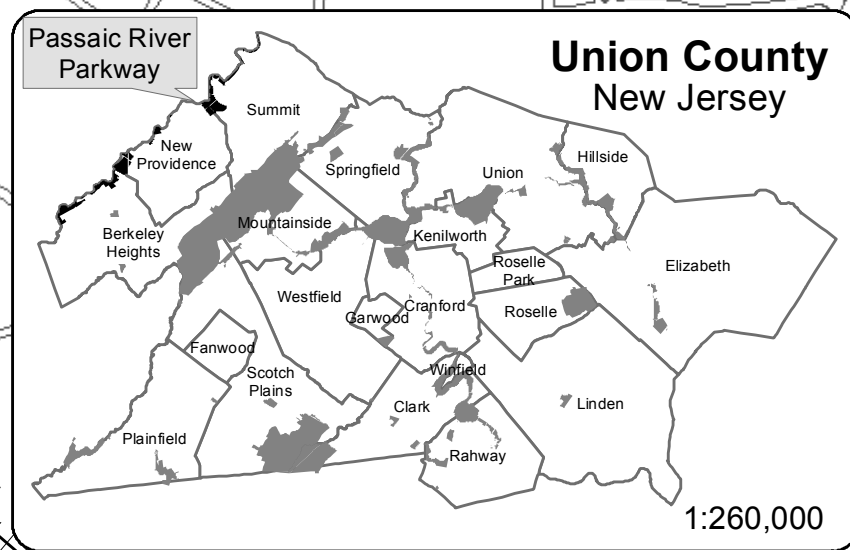 Passaic River
Parkway
Union County
New Jersey
Summit
New
Providence
Springfield
Union
Hillside
Berkeley
Heights
Mountainside
Kenilworth
Roselle
Park
Elizabeth
Westfield
Garwood
Cranford
Roselle
Fanwood
Scotch
Plains
Winfield
Clark
Linden
Plainfield
Rahway
1:260,000